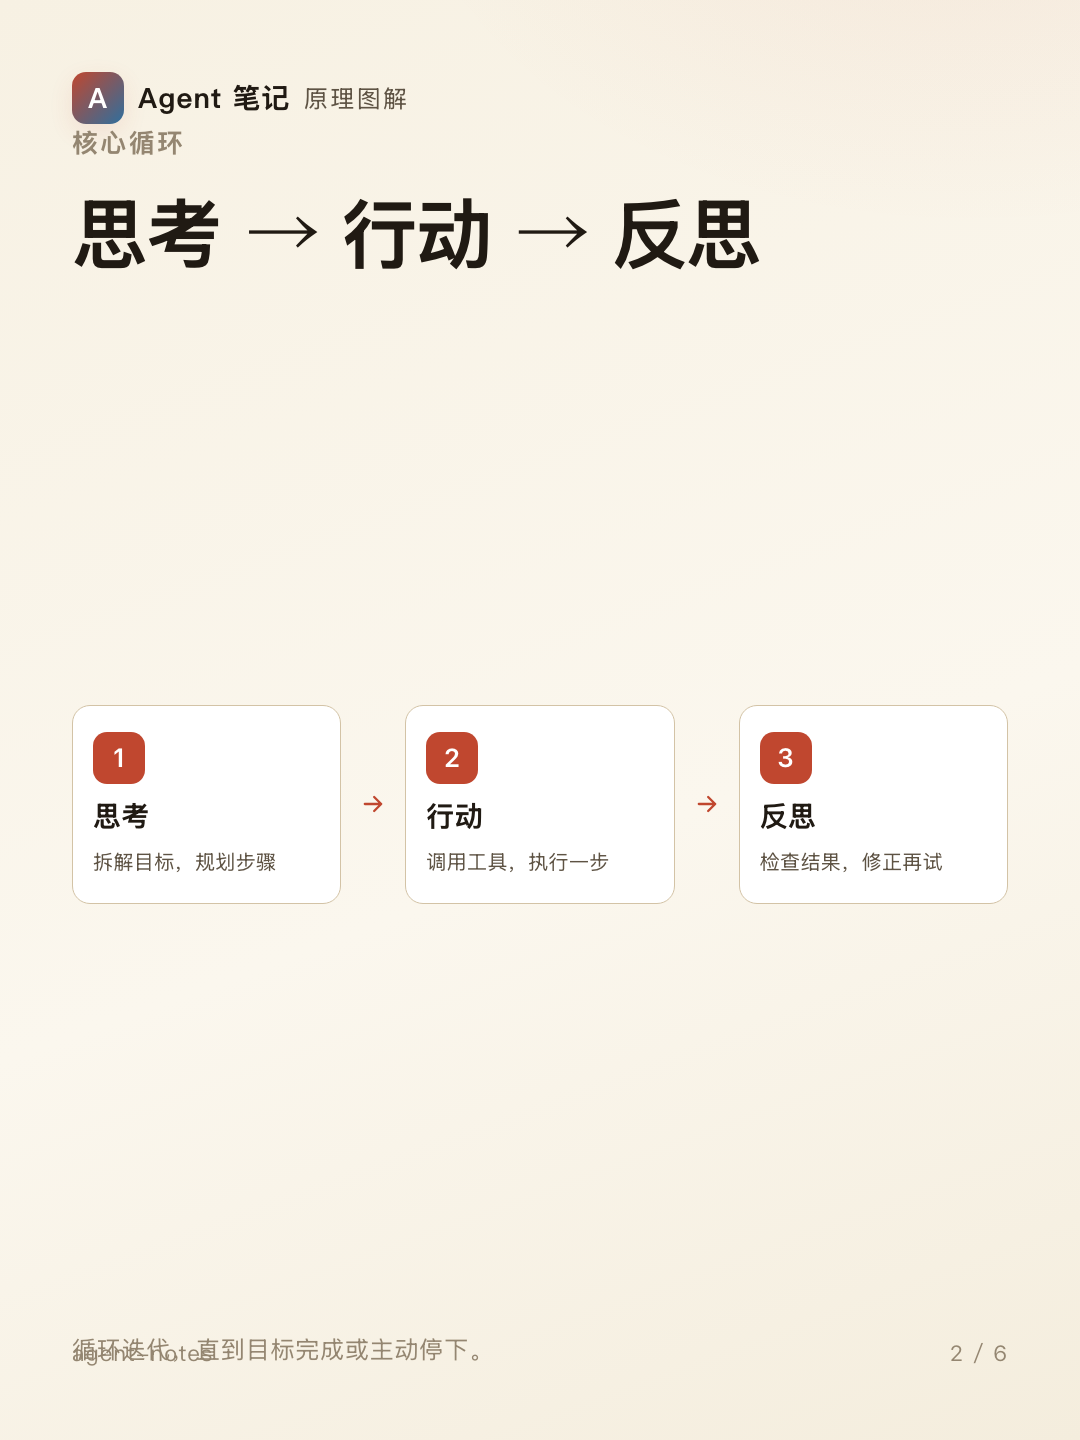 A Agent 笔记 原理图解
核心循环
思考 → 行动 → 反思
1
思考
拆解目标，规划步骤
→
2
行动
调用工具，执行一步
→
3
反思
检查结果，修正再试
循环迭代，直到目标完成或主动停下。
agent-notes
2 / 6